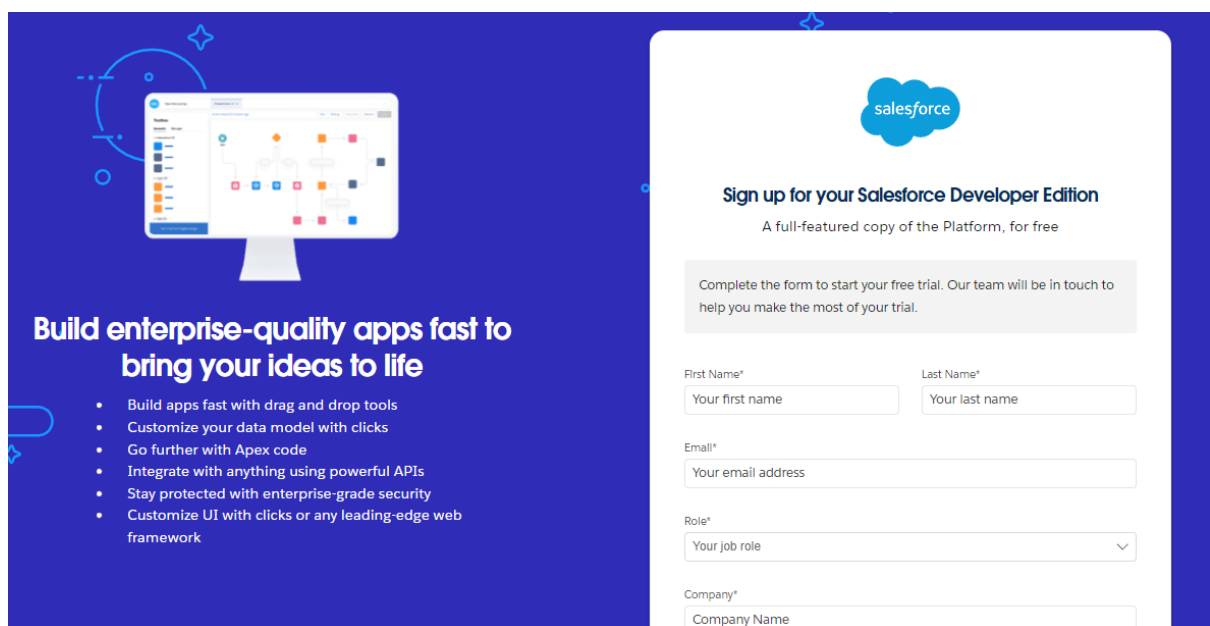 Build enterprise-quality apps fast to
bring your ideas to life
• Build apps fast with drag and drop tools
• Customize your data model with clicks
• Go further with Apex code
• Integrate with anything using powerful APIs
• Stay protected with enterprise-grade security
• Customize UI with clicks or any leading-edge web
framework
salesforce
Sign up for your Salesforce Developer Edition
A full-featured copy of the Platform, for free
Complete the form to start your free trial. Our team will be in touch to
help you make the most of your trial.
First Name* Last Name*
Your first name Your last name
Email*
Your email address
Role*
Your job role
Company*
Company Name